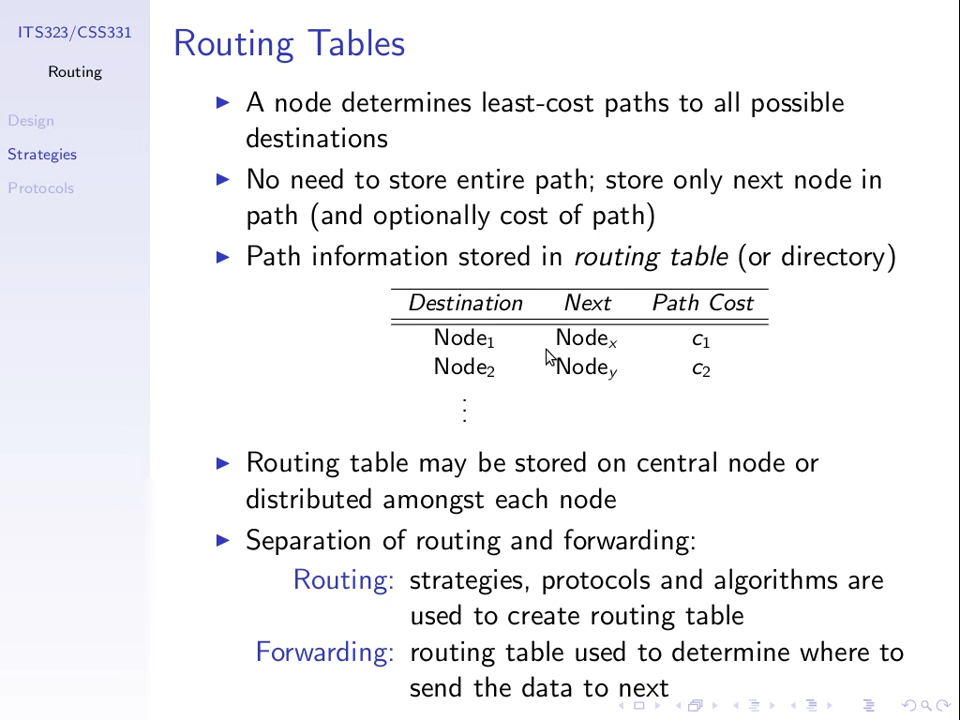 ITS323/CSS331
Routing
Design
Strategies
Protocols
Routing Tables
A node determines least-cost paths to all possible
destinations
No need to store entire path; store only next node in
path (and optionally cost of path)
Path information stored in routing table (or directory)
Destination Next Path Cost
Node₁ Nodeₓ c₁
Node₂ Node_y c₂
⋮
Routing table may be stored on central node or
distributed amongst each node
Separation of routing and forwarding:
Routing: strategies, protocols and algorithms are
used to create routing table
Forwarding: routing table used to determine where to
send the data to next